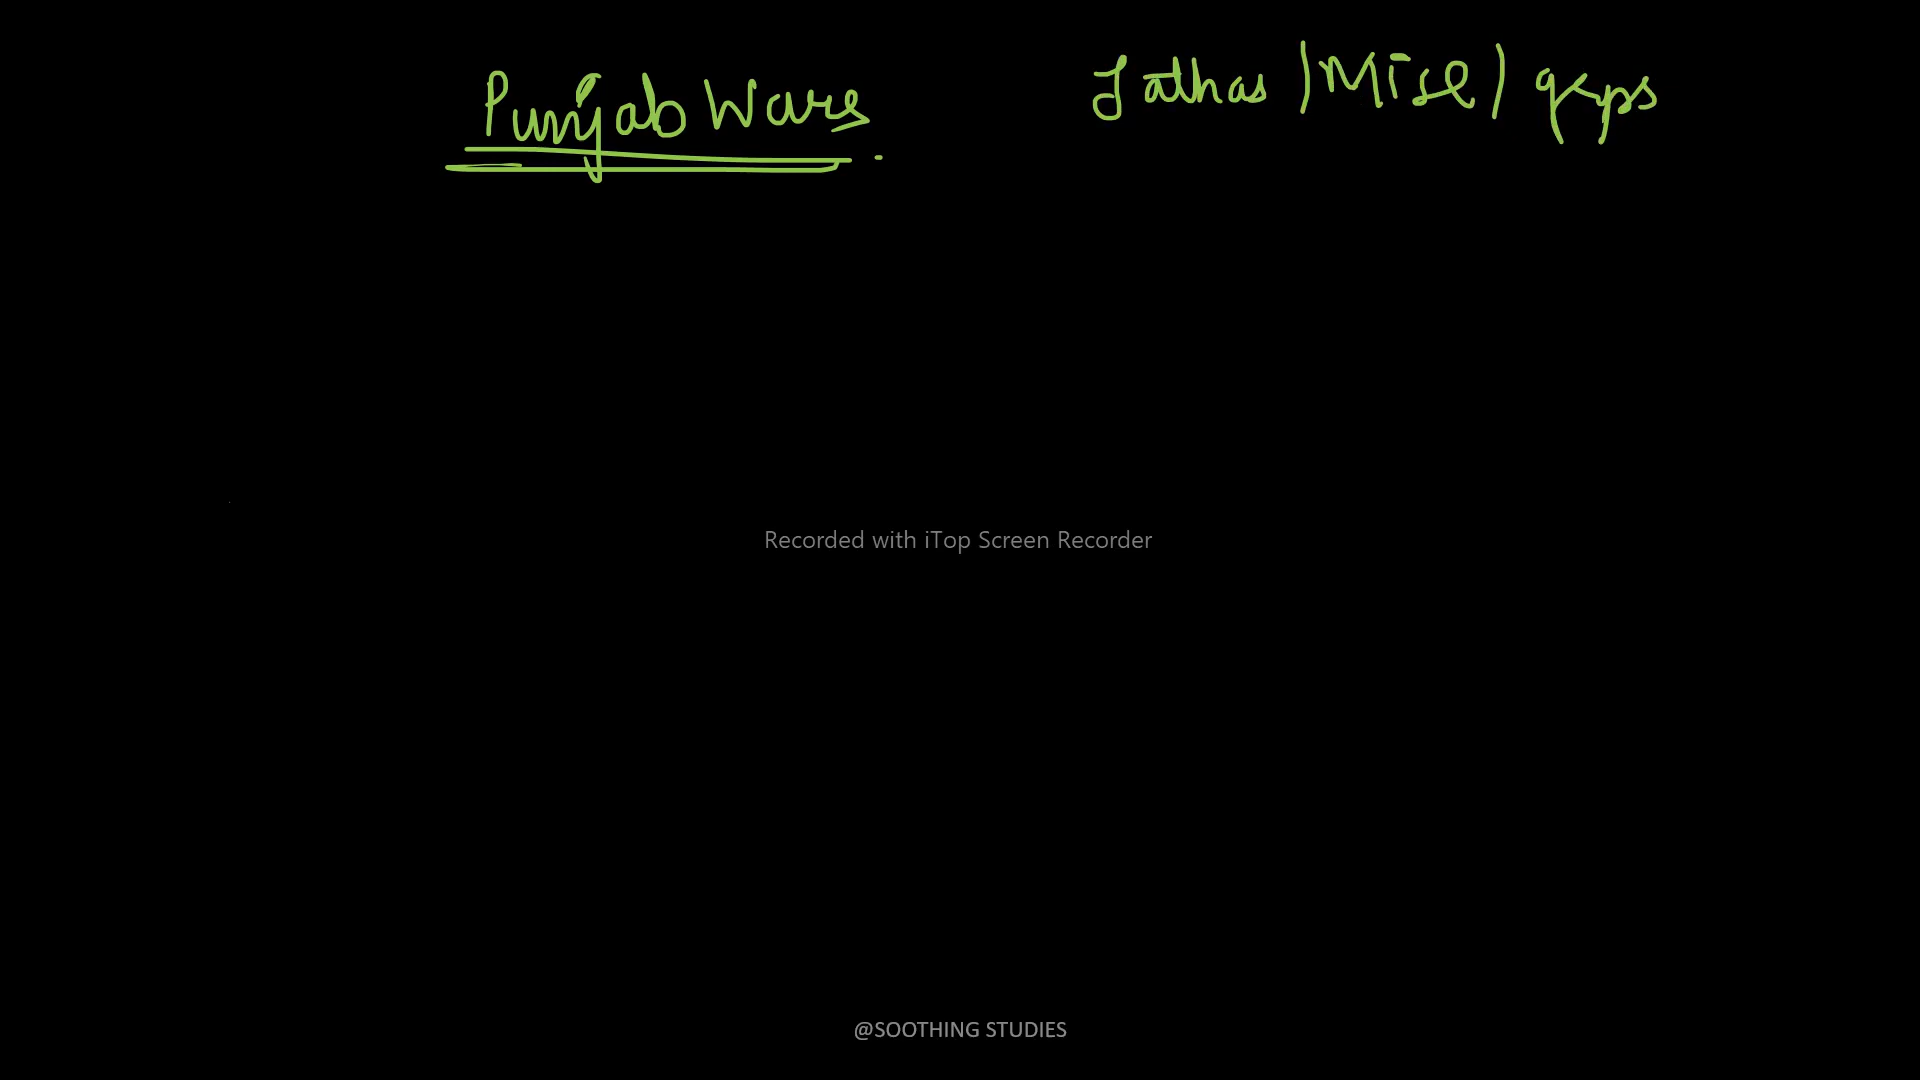 Punjab Wars
Jathas / Misl / grps
Recorded with iTop Screen Recorder
@SOOTHING STUDIES